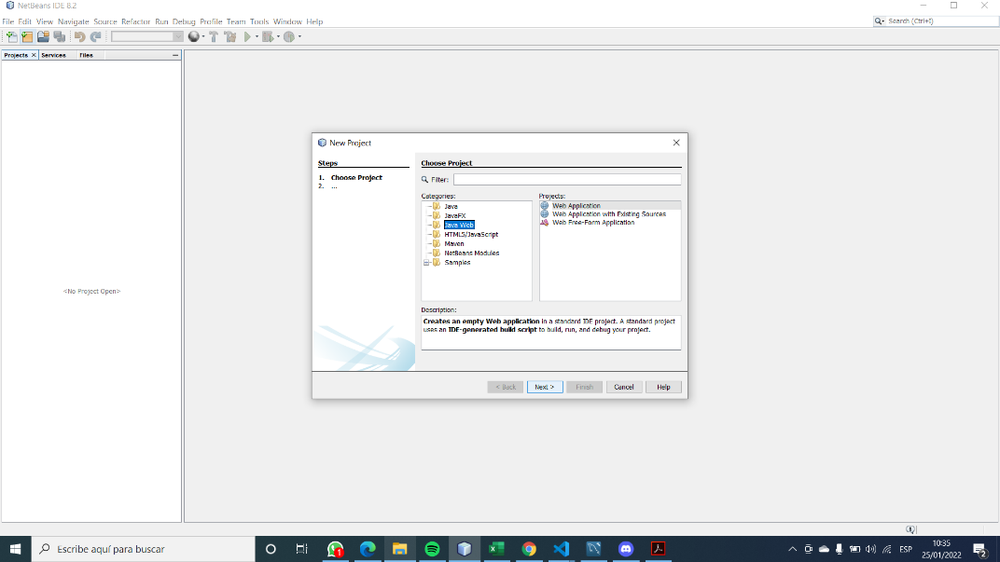 NetBeans IDE 8.2
File Edit View Navigate Source Refactor Run Debug Profile Team Tools Window Help
Search (Ctrl+I)
Projects Services Files
<No Project Open>
New Project
Steps
1. Choose Project
2. ...
Choose Project
Filter:
Categories:
Java
JavaFX
Java Web
HTML5/JavaScript
Maven
NetBeans Modules
Samples
Projects:
Web Application
Web Application with Existing Sources
Web Free-Form Application
Description:
Creates an empty Web application in a standard IDE project. A standard project
uses an IDE-generated build script to build, run, and debug your project.
< Back Next > Finish Cancel Help
Escribe aquí para buscar
1
ESP
10:35
25/01/2022
2